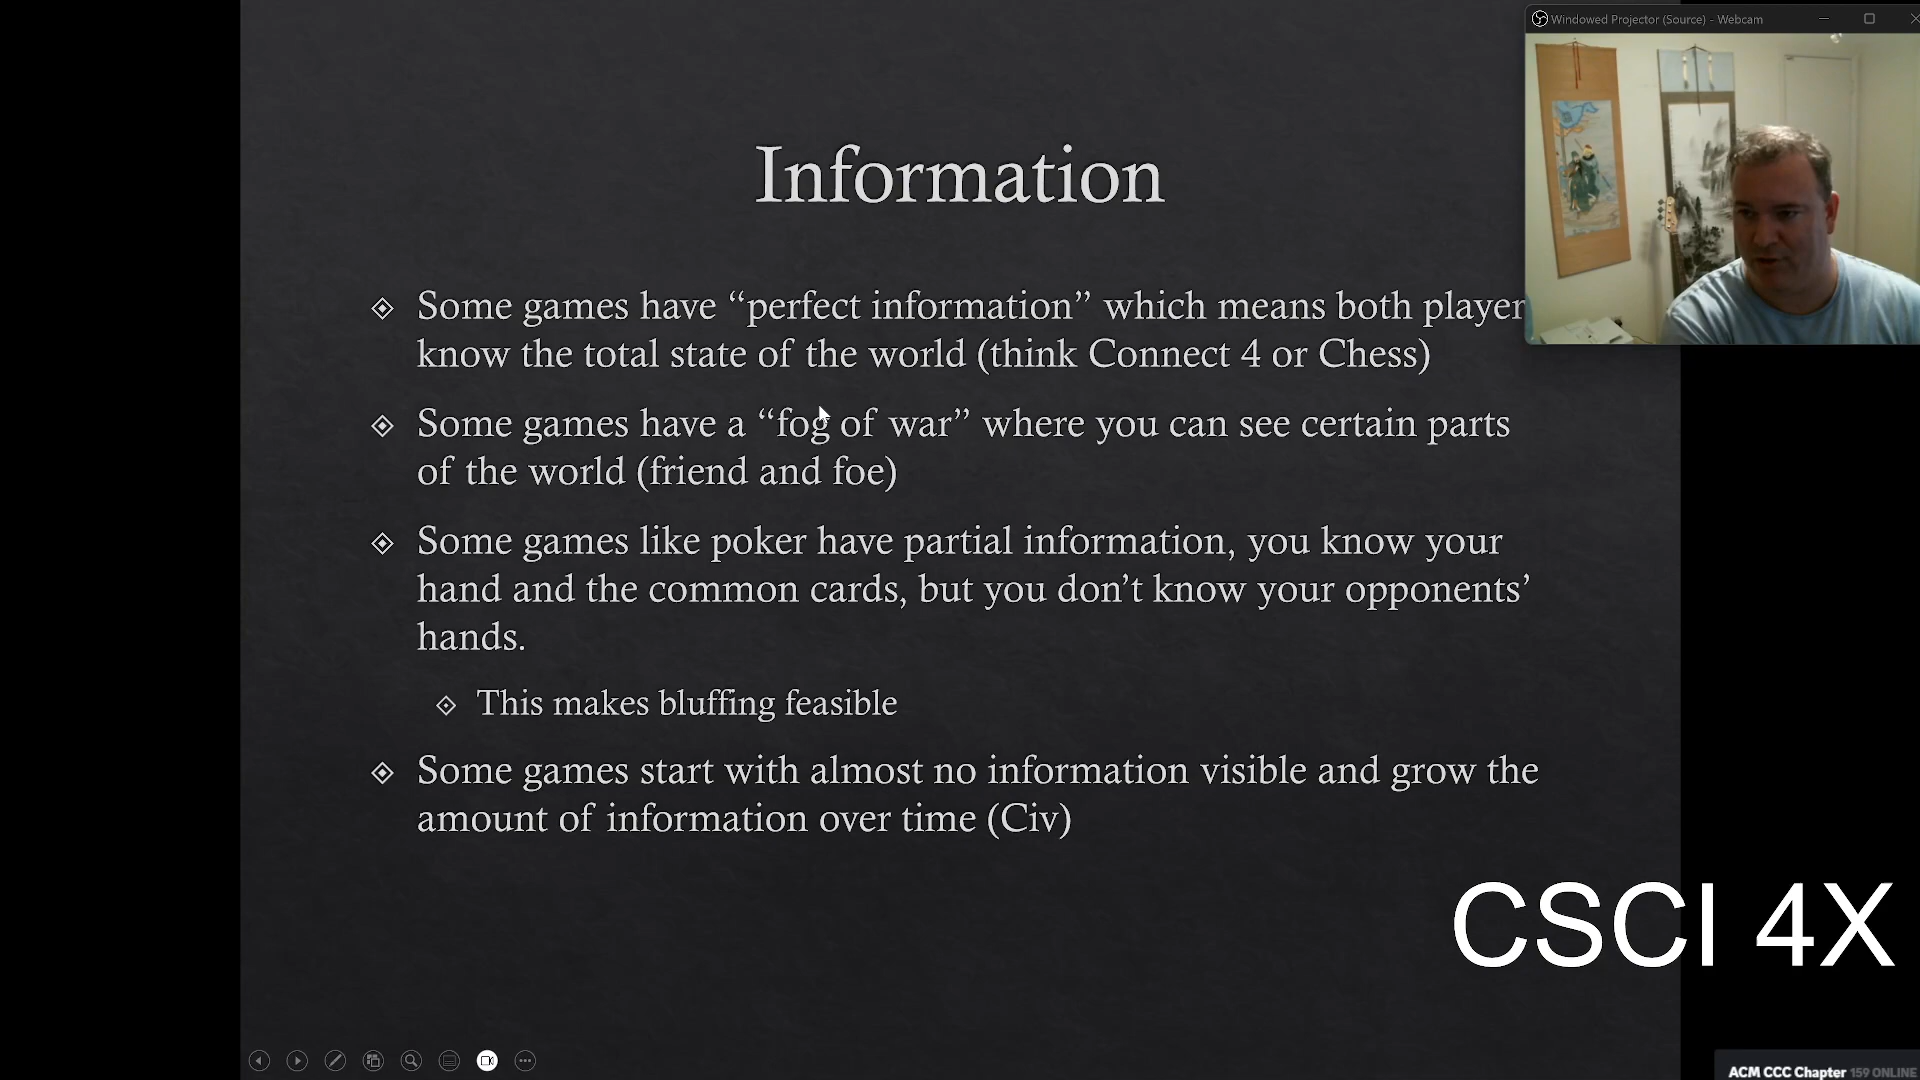 Windowed Projector (Source) - Webcam
Information
Some games have “perfect information” which means both player
know the total state of the world (think Connect 4 or Chess)
Some games have a “fog of war” where you can see certain parts
of the world (friend and foe)
Some games like poker have partial information, you know your
hand and the common cards, but you don’t know your opponents’
hands.
This makes bluffing feasible
Some games start with almost no information visible and grow the
amount of information over time (Civ)
CSCI 4X
ACM CCC Chapter 159 ONLINE